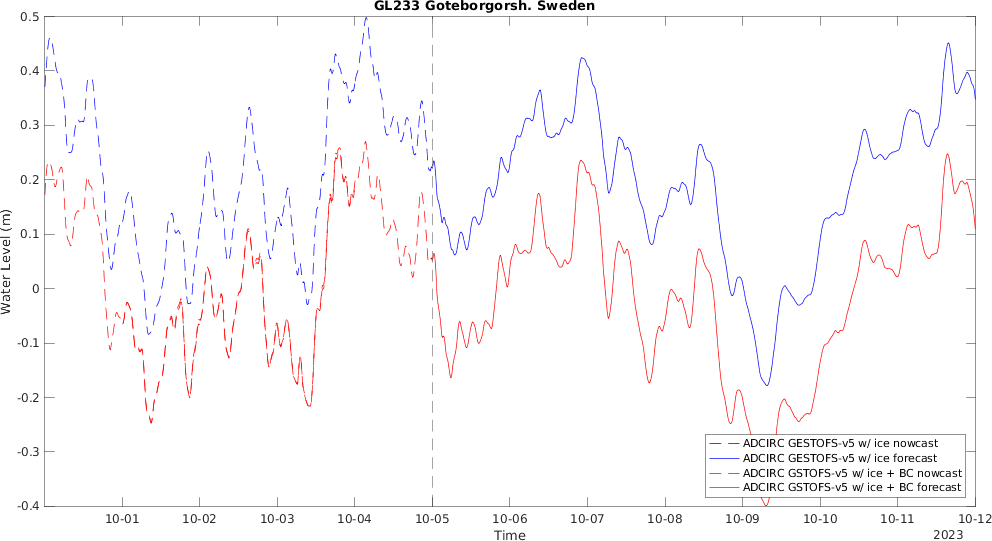 GL233 Goteborgorsh. Sweden
0.5
0.4
0.3
0.2
0.1
0
-0.1
-0.2
-0.3
-0.4
Water Level (m)
ADCIRC GESTOFS-v5 w/ ice nowcast
ADCIRC GESTOFS-v5 w/ ice forecast
ADCIRC GSTOFS-v5 w/ ice + BC nowcast
ADCIRC GSTOFS-v5 w/ ice + BC forecast
10-01 10-02 10-03 10-04 10-05 10-06 10-07 10-08 10-09 10-10 10-11 10-12
Time
2023